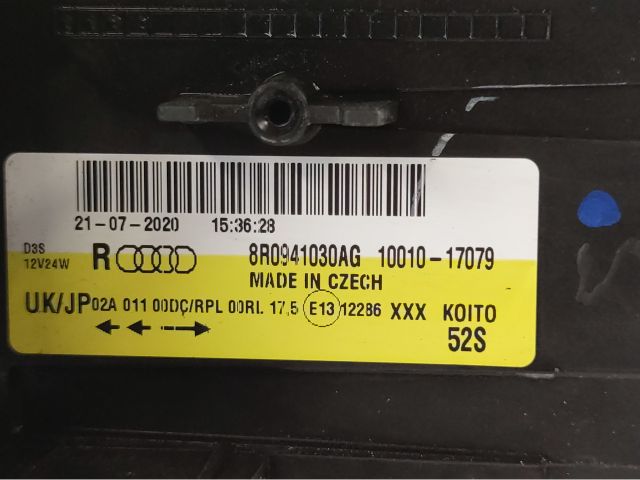 21-07-2020 15:36:28
D3S
12V24W
R 8R0941030AG 10010-17079
MADE IN CZECH
UK/JP 02A 011 00DÇ/RPL 00RL 17,5 E13 12286 XXX KOITO
52S